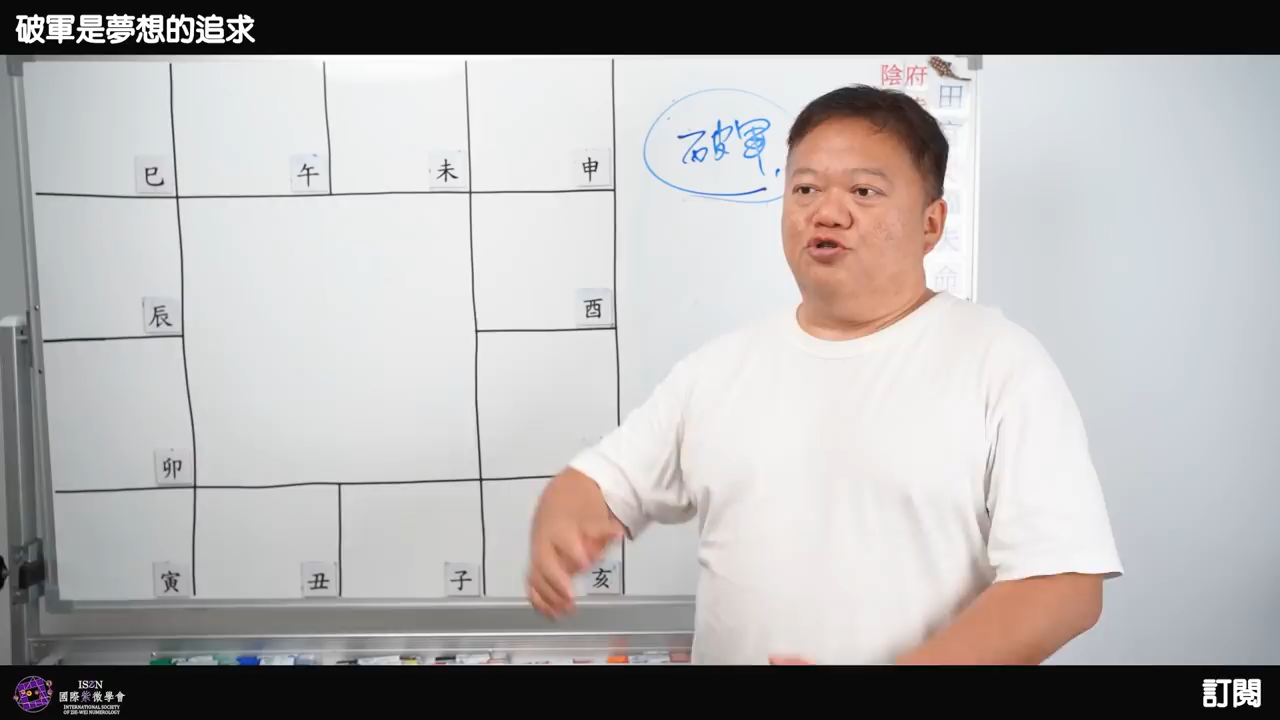 破軍是夢想的追求
陰府
田
破軍
巳
午
未
申
辰
酉
卯
命
寅
丑
子
亥
ISZN
國際紫微學會
INTERNATIONAL SOCIETY
OF ZIE-WEI NUMEROLOGY
訂閱